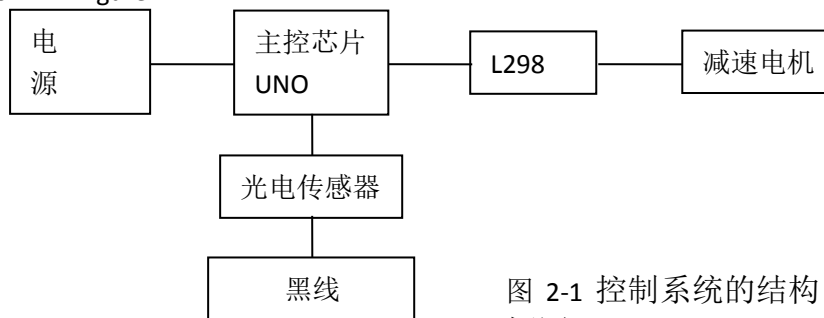 电
源
主控芯片
UNO
L298
减速电机
光电传感器
黑线
图 2-1 控制系统的结构